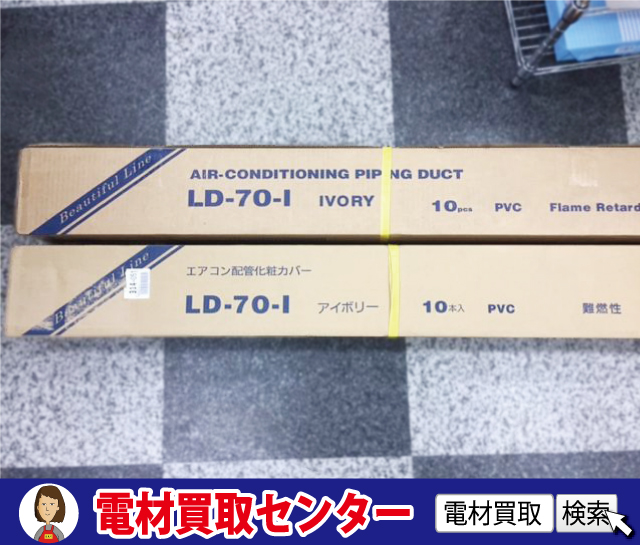 Beautiful Line
AIR-CONDITIONING PIPING DUCT
LD-70-I IVORY 10pcs PVC Flame Retard
Beautiful Line
エアコン配管化粧カバー
LD-70-I アイボリー 10本入 PVC 難燃性
電材買取センター 電材買取 検索